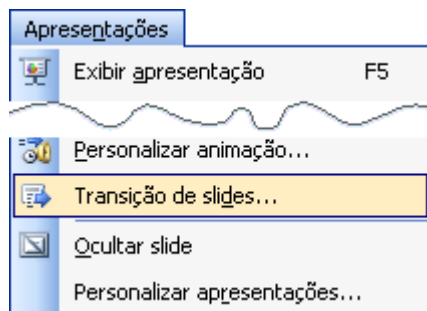 Apresentações
Exibir apresentação F5
Personalizar animação...
Transição de slides...
Ocultar slide
Personalizar apresentações...